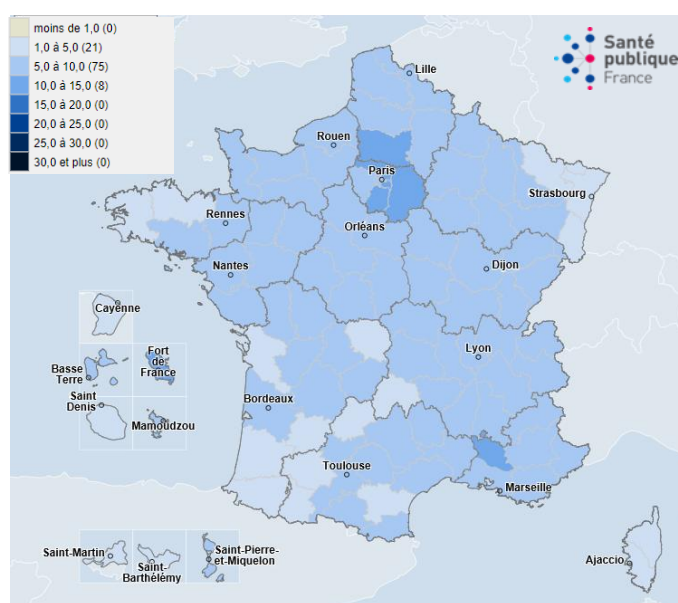 moins de 1,0 (0)
1,0 à 5,0 (21)
5,0 à 10,0 (75)
10,0 à 15,0 (8)
15,0 à 20,0 (0)
20,0 à 25,0 (0)
25,0 à 30,0 (0)
30,0 et plus (0)
Santé
publique
France
Lille
Rouen
Paris
Strasbourg
Rennes
Orléans
Nantes
Dijon
Cayenne
Lyon
Basse
Terre
Fort
de
France
Saint
Denis
Mamoudzou
Bordeaux
Toulouse
Marseille
Saint-Martin
Saint-
Barthélémy
Saint-Pierre-
et-Miquelon
Ajaccio